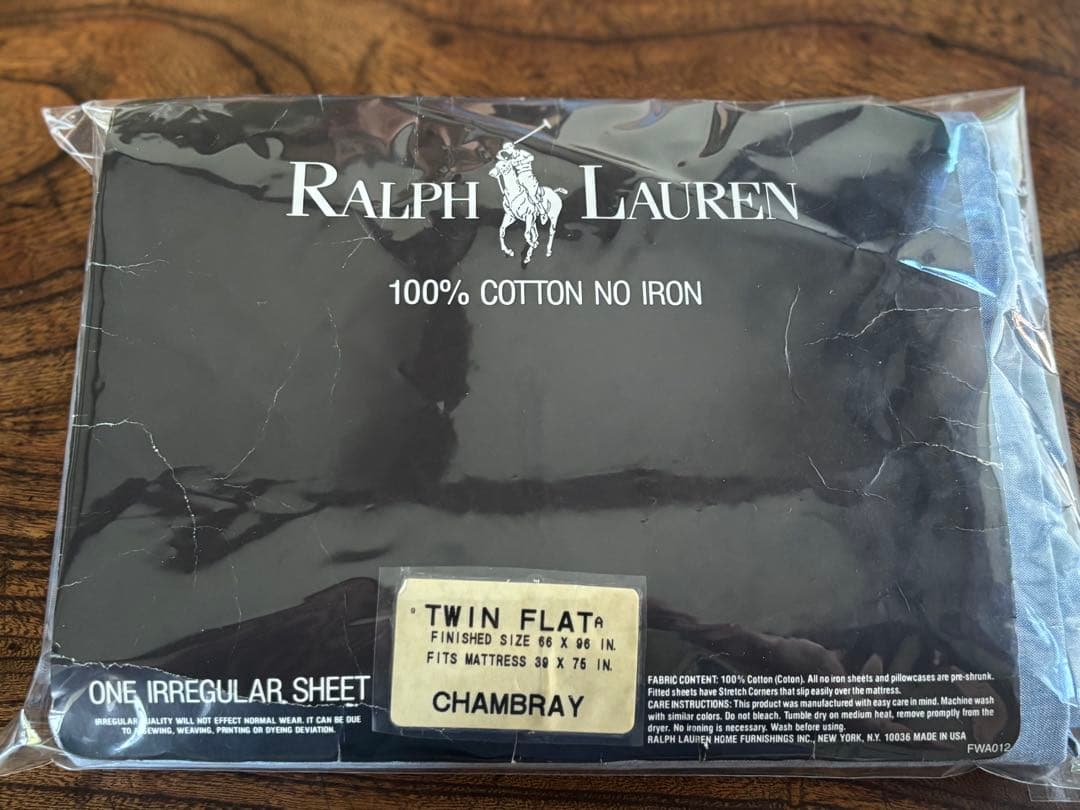 RALPH LAUREN
100% COTTON NO IRON
TWIN FLAT A
FINISHED SIZE 66 X 96 IN.
FITS MATTRESS 39 X 75 IN.
CHAMBRAY
ONE IRREGULAR SHEET
IRREGULAR QUALITY WILL NOT EFFECT NORMAL WEAR. IT CAN BE DUE
TO SEWING, WEAVING, PRINTING OR DYEING DEVIATION.
FABRIC CONTENT: 100% Cotton (Coton). All no iron sheets and pillowcases are pre-shrunk.
Fitted sheets have Stretch Corners that slip easily over the mattress.
CARE INSTRUCTIONS: This product was manufactured with easy care in mind. Machine wash
with similar colors. Do not bleach. Tumble dry on medium heat, remove promptly from the
dryer. No ironing is necessary. Wash before using.
RALPH LAUREN HOME FURNISHINGS INC., NEW YORK, N.Y. 10036 MADE IN USA
FWA012